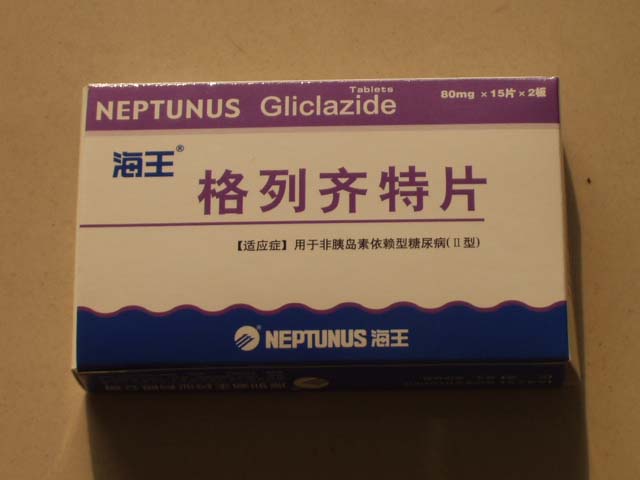 NEPTUNUS Gliclazide Tablets 80mg × 15片 × 2板
海王®
格列齐特片
【适应症】用于非胰岛素依赖型糖尿病(Ⅱ型)
NEPTUNUS 海王